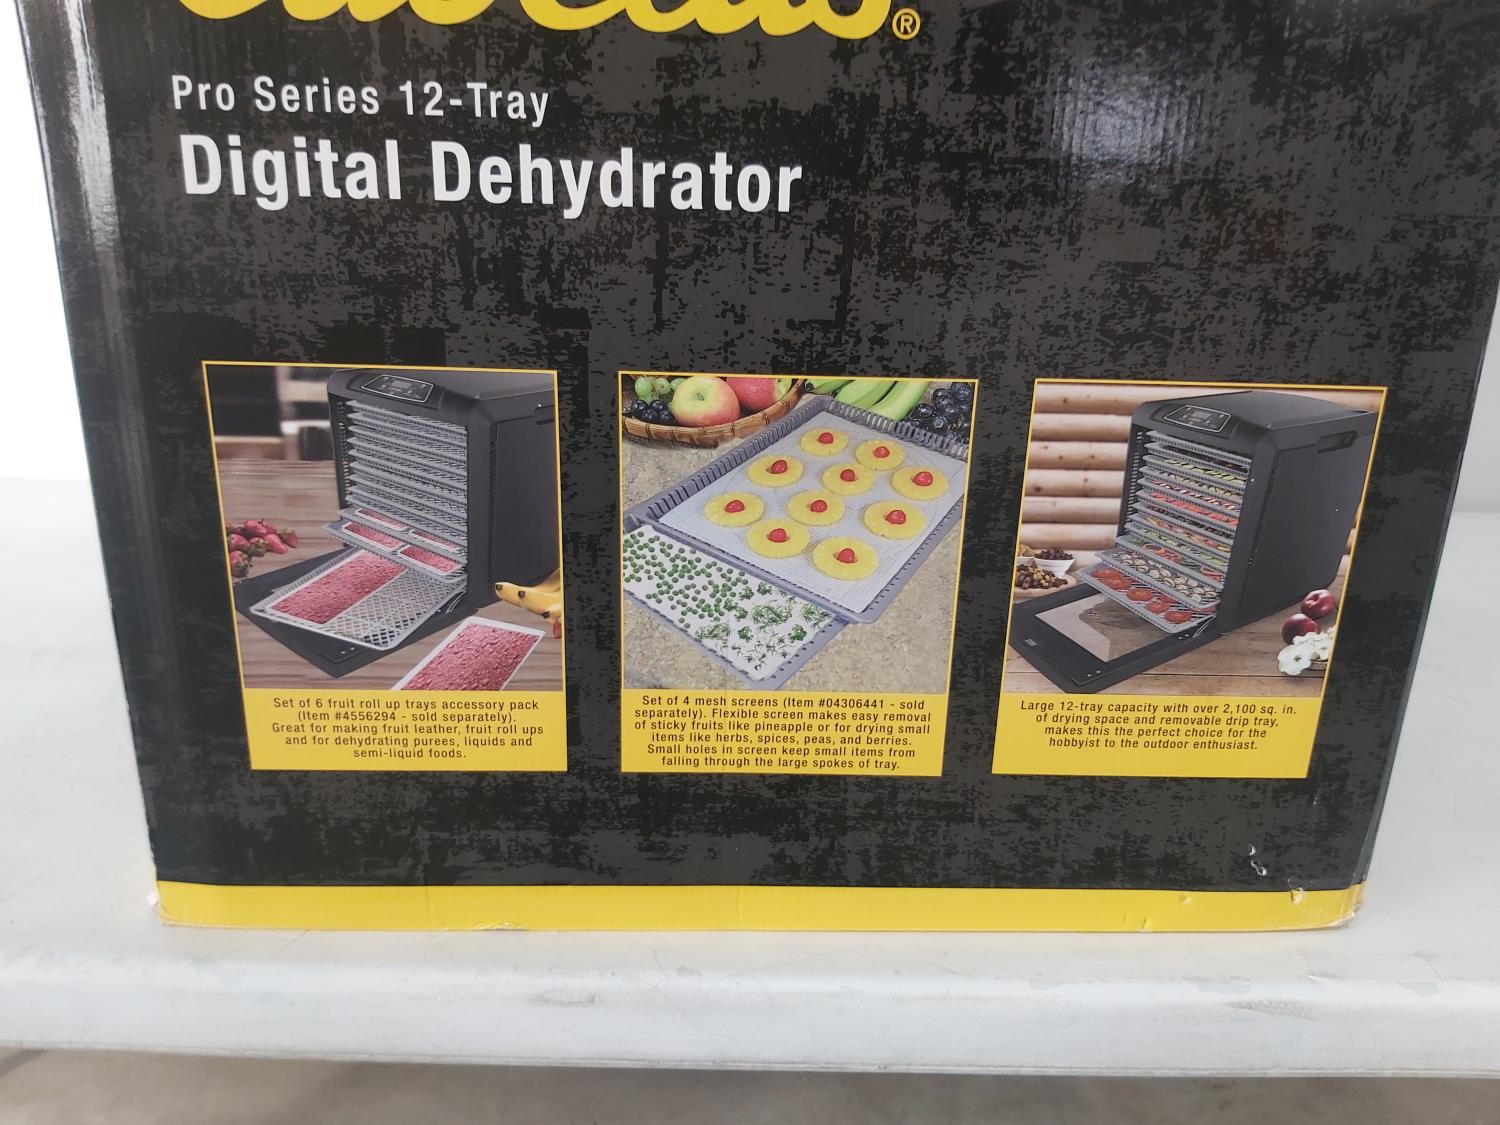 Cabela's®
Pro Series 12-Tray
Digital Dehydrator
Set of 6 fruit roll up trays accessory pack
(Item #4556294 - sold separately).
Great for making fruit leather, fruit roll ups
and for dehydrating purees, liquids and
semi-liquid foods.
Set of 4 mesh screens (Item #04306441 - sold
separately). Flexible screen makes easy removal
of sticky fruits like pineapple or for drying small
items like herbs, spices, peas, and berries.
Small holes in screen keep small items from
falling through the large spokes of tray.
Large 12-tray capacity with over 2,100 sq. in.
of drying space and removable drip tray,
makes this the perfect choice for the
hobbyist to the outdoor enthusiast.